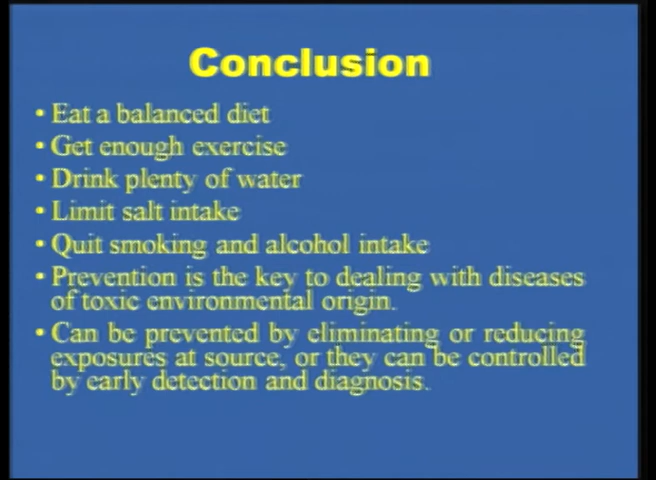 Conclusion
• Eat a balanced diet
• Get enough exercise
• Drink plenty of water
• Limit salt intake
• Quit smoking and alcohol intake
• Prevention is the key to dealing with diseases
of toxic environmental origin.
• Can be prevented by eliminating or reducing
exposures at source, or they can be controlled
by early detection and diagnosis.